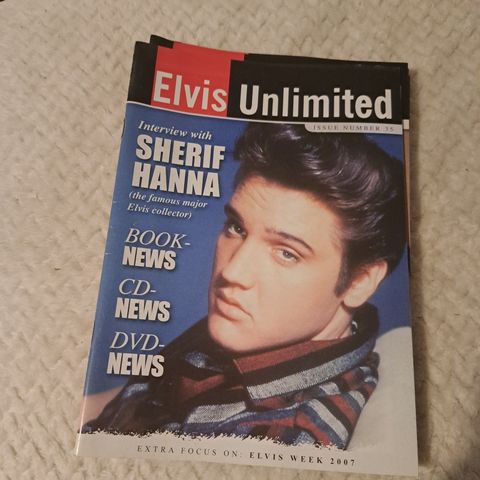 Elvis Unlimited
ISSUE NUMBER 35
Interview with
SHERIF
HANNA
(the famous major
Elvis collector)
BOOK-
NEWS
CD-
NEWS
DVD-
NEWS
EXTRA FOCUS ON: ELVIS WEEK 2007